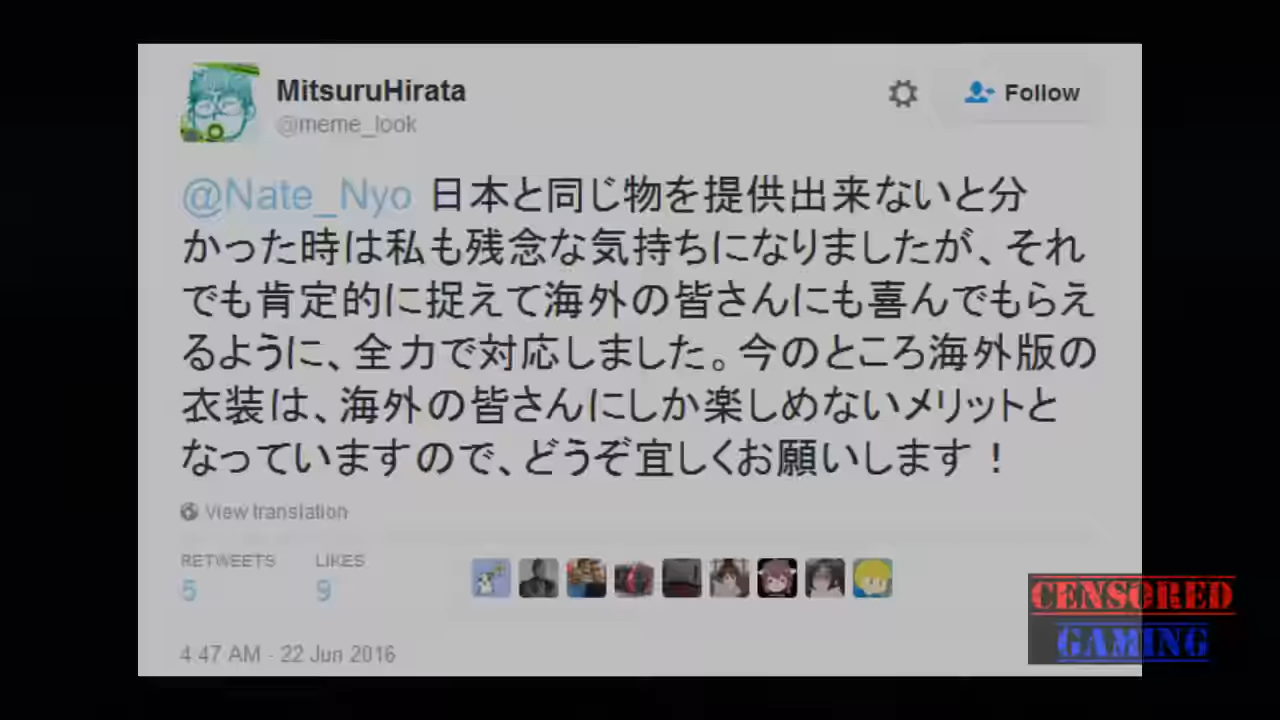 MitsuruHirata
@meme_look
Follow
@Nate_Nyo 日本と同じ物を提供出来ないと分
かった時は私も残念な気持ちになりましたが、それ
でも肯定的に捉えて海外の皆さんにも喜んでもらえ
るように、全力で対応しました。今のところ海外版の
衣装は、海外の皆さんにしか楽しめないメリットと
なっていますので、どうぞ宜しくお願いします！
View translation
RETWEETS LIKES
5 9
4:47 AM - 22 Jun 2016
CENSORED
GAMING